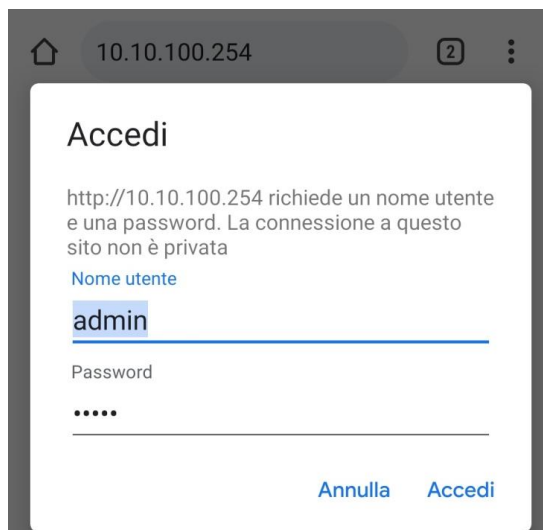 10.10.100.254
2
Accedi
http://10.10.100.254 richiede un nome utente
e una password. La connessione a questo
sito non è privata
Nome utente
admin
Password
•••••
Annulla Accedi